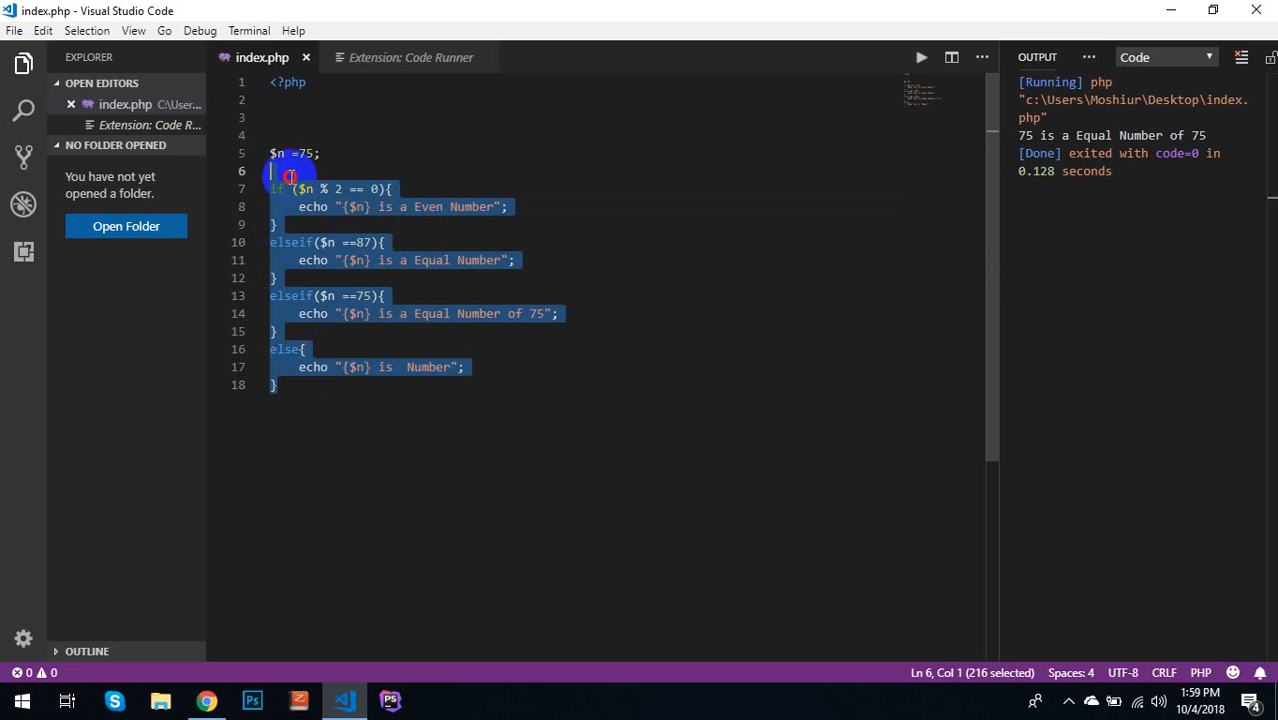 index.php - Visual Studio Code
File Edit Selection View Go Debug Terminal Help
EXPLORER
OPEN EDITORS
index.php C:\User...
Extension: Code R...
NO FOLDER OPENED
You have not yet
opened a folder.
Open Folder
OUTLINE
index.php Extension: Code Runner
1 <?php
2
3
4
5 $n =75;
6
7 if ($n % 2 == 0){
8 echo "{$n} is a Even Number";
9 }
10 elseif($n ==87){
11 echo "{$n} is a Equal Number";
12 }
13 elseif($n ==75){
14 echo "{$n} is a Equal Number of 75";
15 }
16 else{
17 echo "{$n} is  Number";
18 }
OUTPUT Code
[Running] php
"c:\Users\Moshiur\Desktop\index.
php"
75 is a Equal Number of 75
[Done] exited with code=0 in
0.128 seconds
0 0 Ln 6, Col 1 (216 selected) Spaces: 4 UTF-8 CRLF PHP
Ps PS
1:59 PM
10/4/2018
4